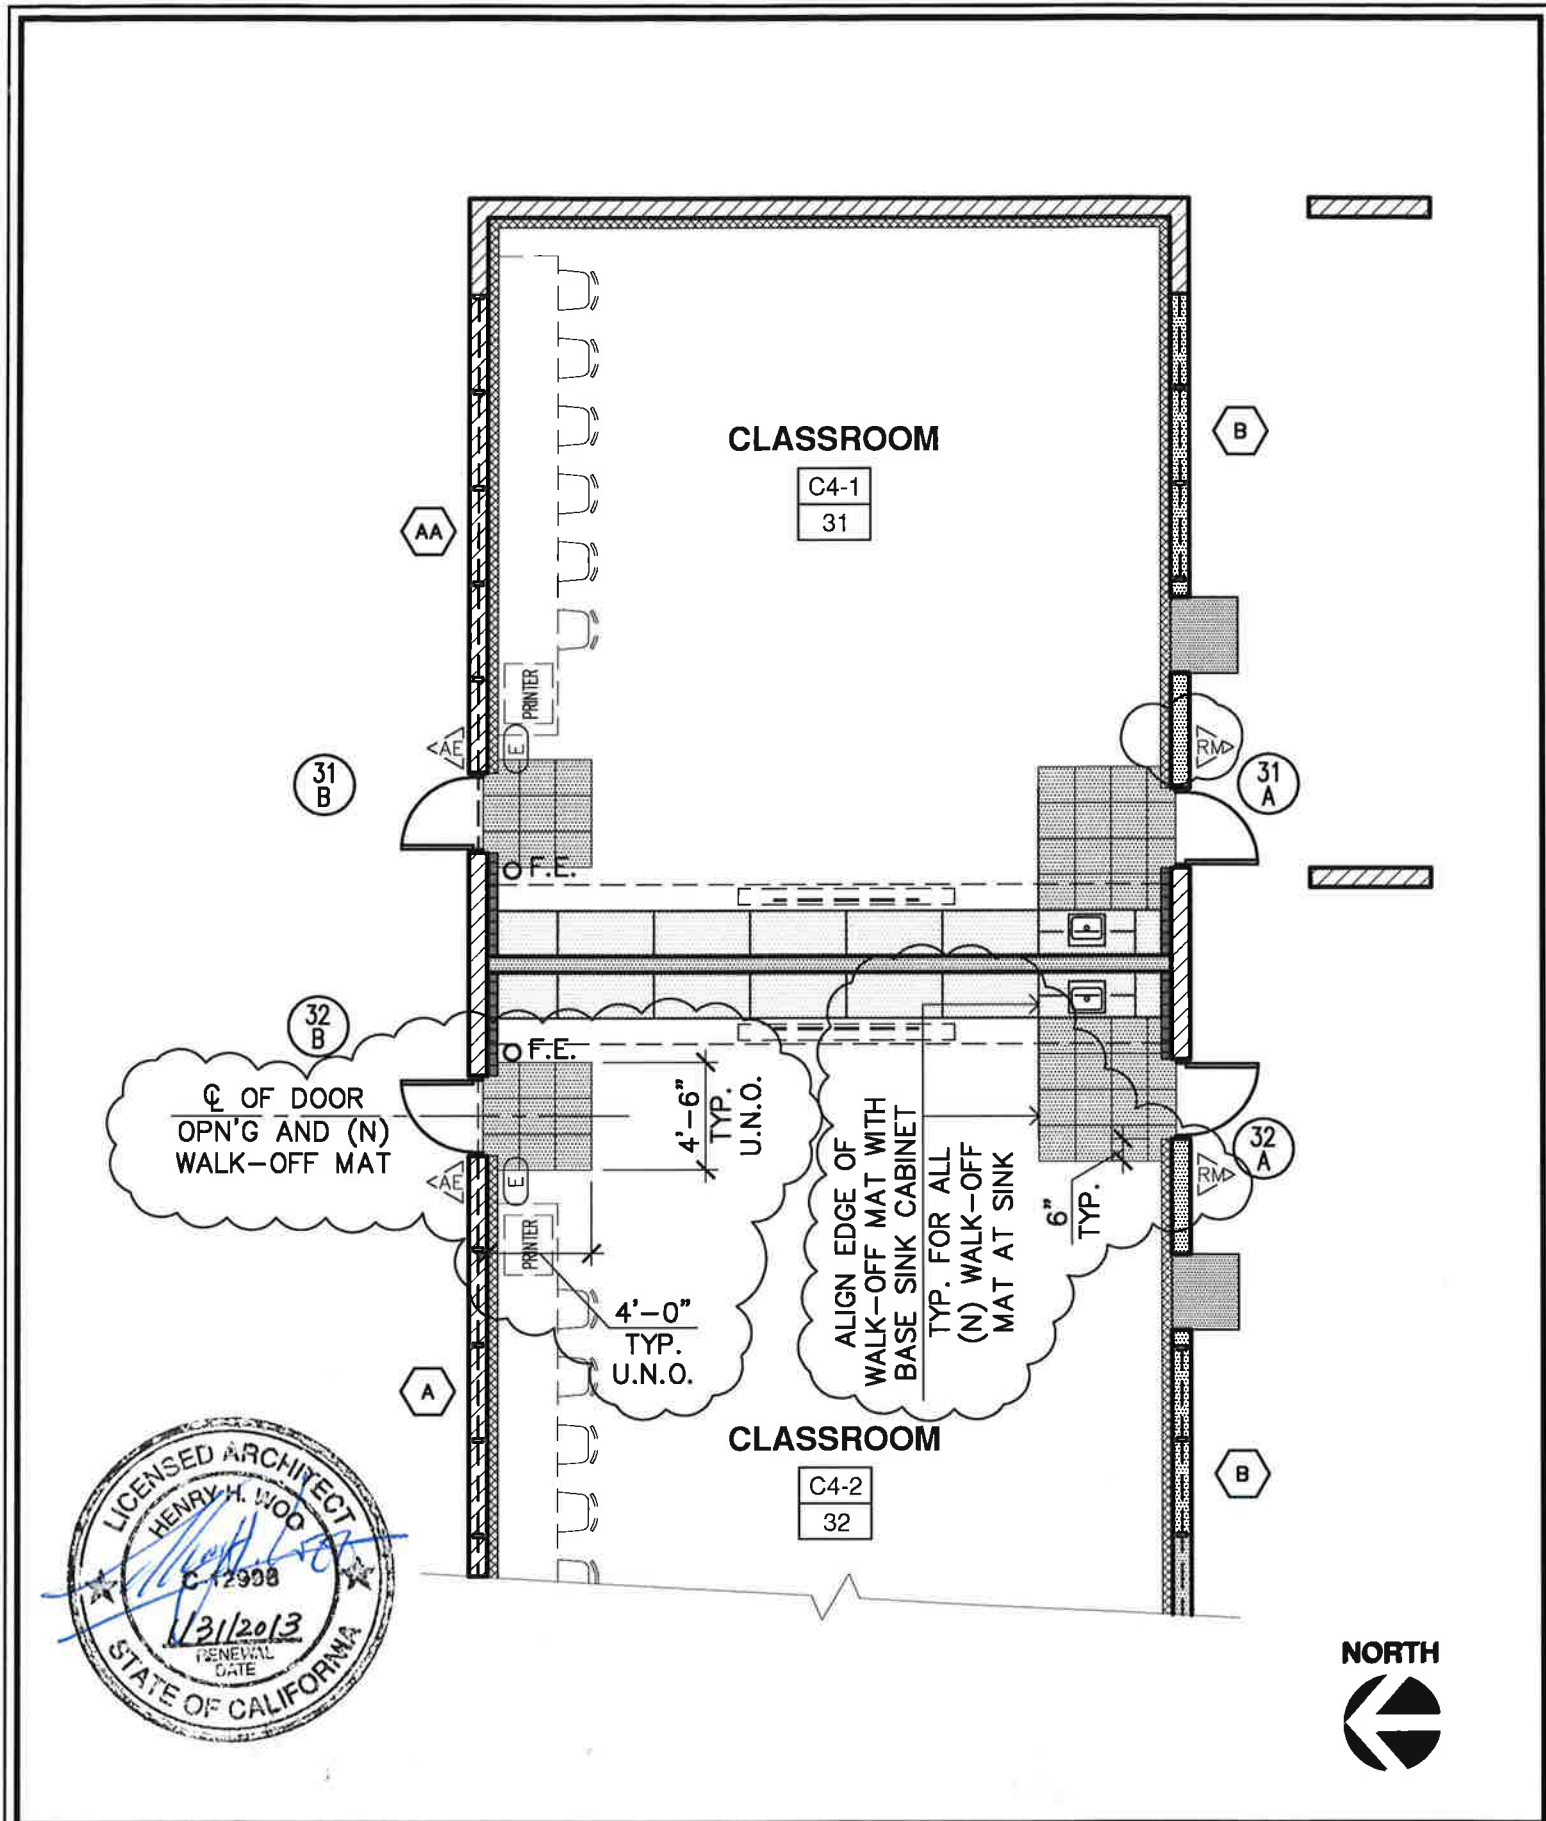 CLASSROOM
C4-1
31
B
AA
PRINTER
AE
E
RM
31
B
31
A
F.E.
32
B
F.E.
℄ OF DOOR
OPN'G AND (N)
WALK-OFF MAT
4'-6"
TYP.
U.N.O.
ALIGN EDGE OF
WALK-OFF MAT WITH
BASE SINK CABINET
TYP. FOR ALL
(N) WALK-OFF
MAT AT SINK
6"
TYP.
32
A
AE
E
RM
PRINTER
4'-0"
TYP.
U.N.O.
A
CLASSROOM
C4-2
32
B
LICENSED ARCHITECT
HENRY H. WOO
C-12998
1/31/2013
RENEWAL
DATE
STATE OF CALIFORNIA
NORTH